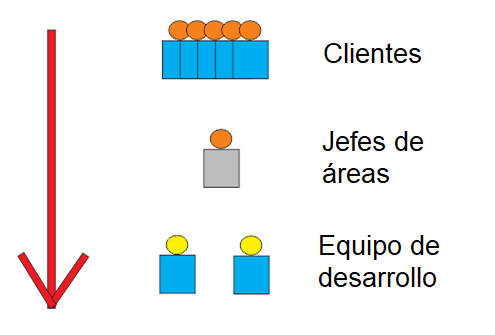 Clientes
Jefes de
áreas
Equipo de
desarrollo